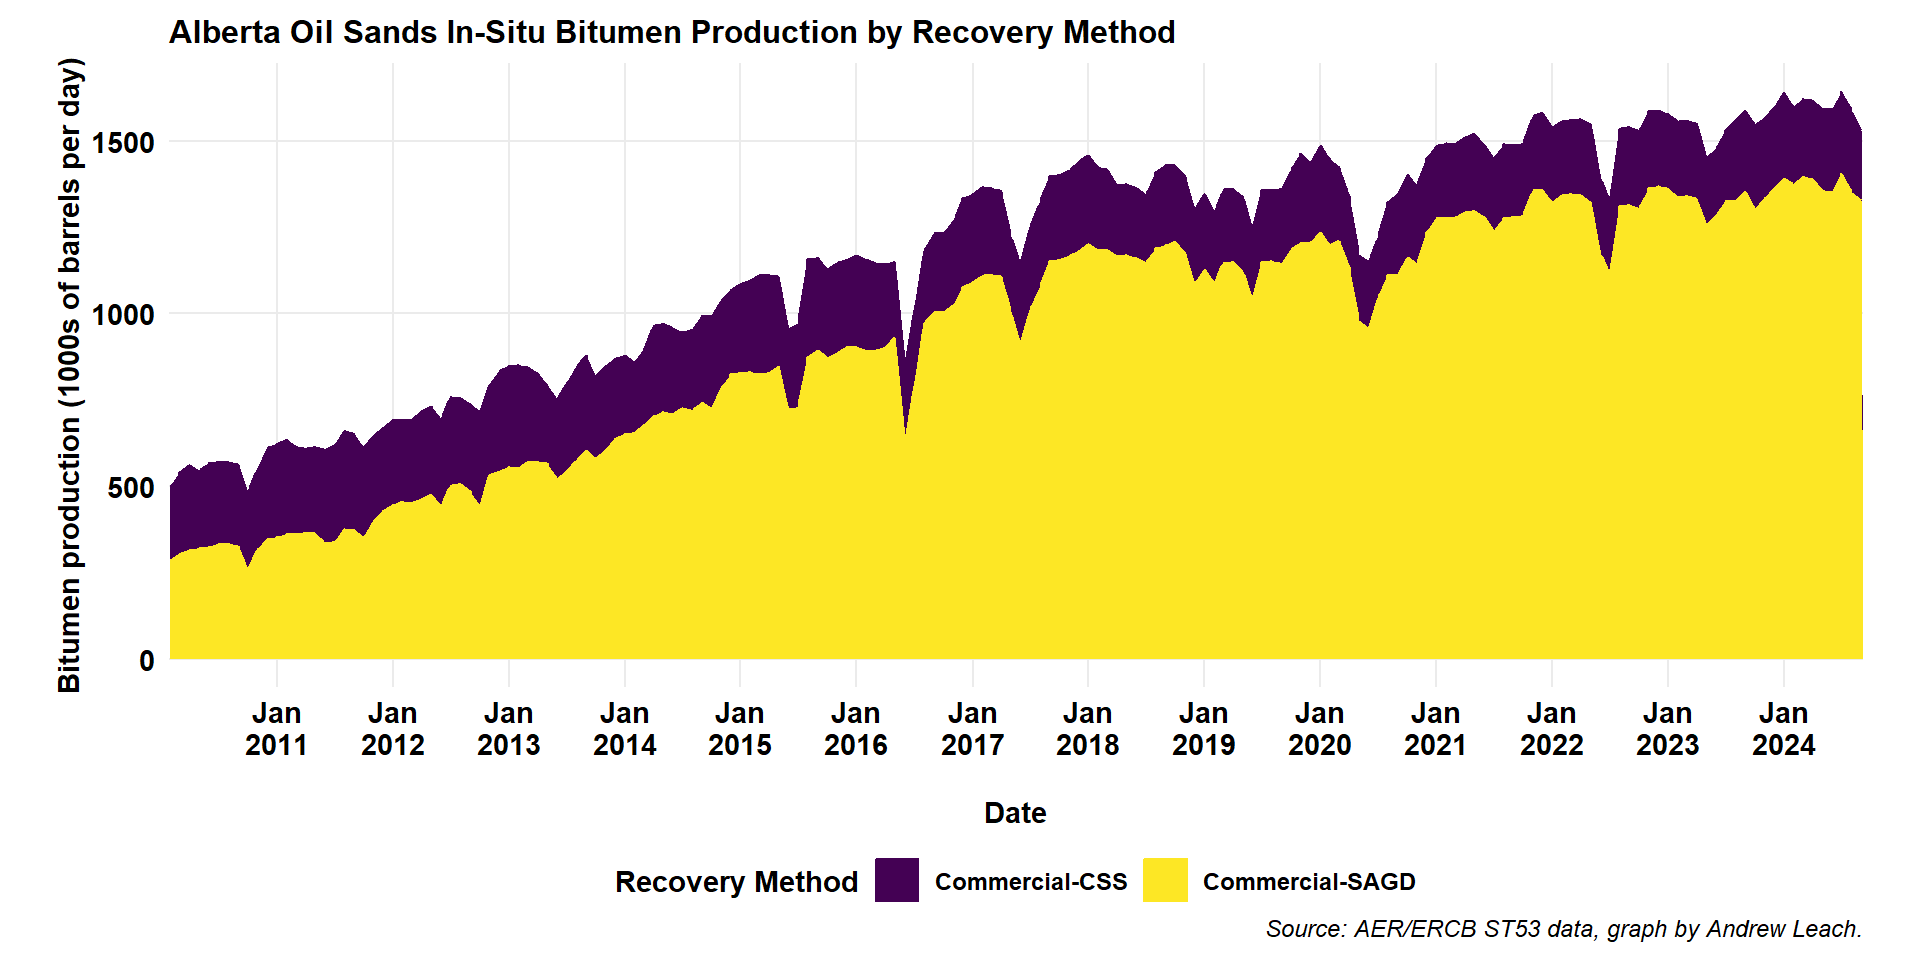 Alberta Oil Sands In-Situ Bitumen Production by Recovery Method
Bitumen production (1000s of barrels per day)
1500
1000
500
0
Jan 2011
Jan 2012
Jan 2013
Jan 2014
Jan 2015
Jan 2016
Jan 2017
Jan 2018
Jan 2019
Jan 2020
Jan 2021
Jan 2022
Jan 2023
Jan 2024
Date
Recovery Method Commercial-CSS Commercial-SAGD
Source: AER/ERCB ST53 data, graph by Andrew Leach.